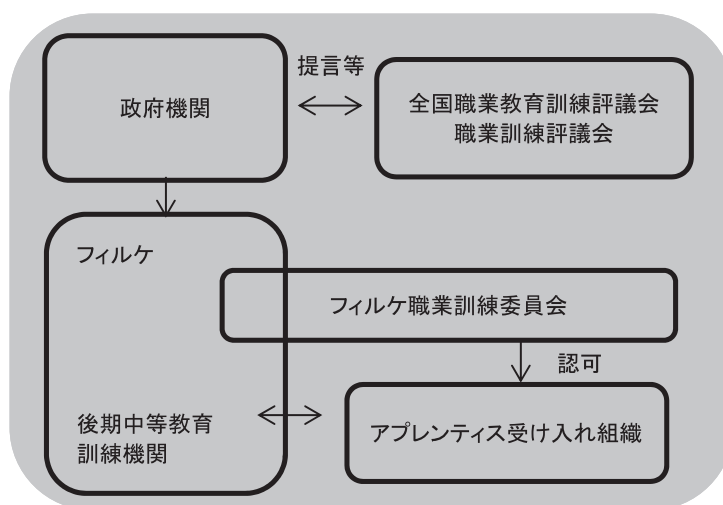 政府機関
提言等
全国職業教育訓練評議会
職業訓練評議会
フィルケ
フィルケ職業訓練委員会
認可
後期中等教育
訓練機関
アプレンティス受け入れ組織